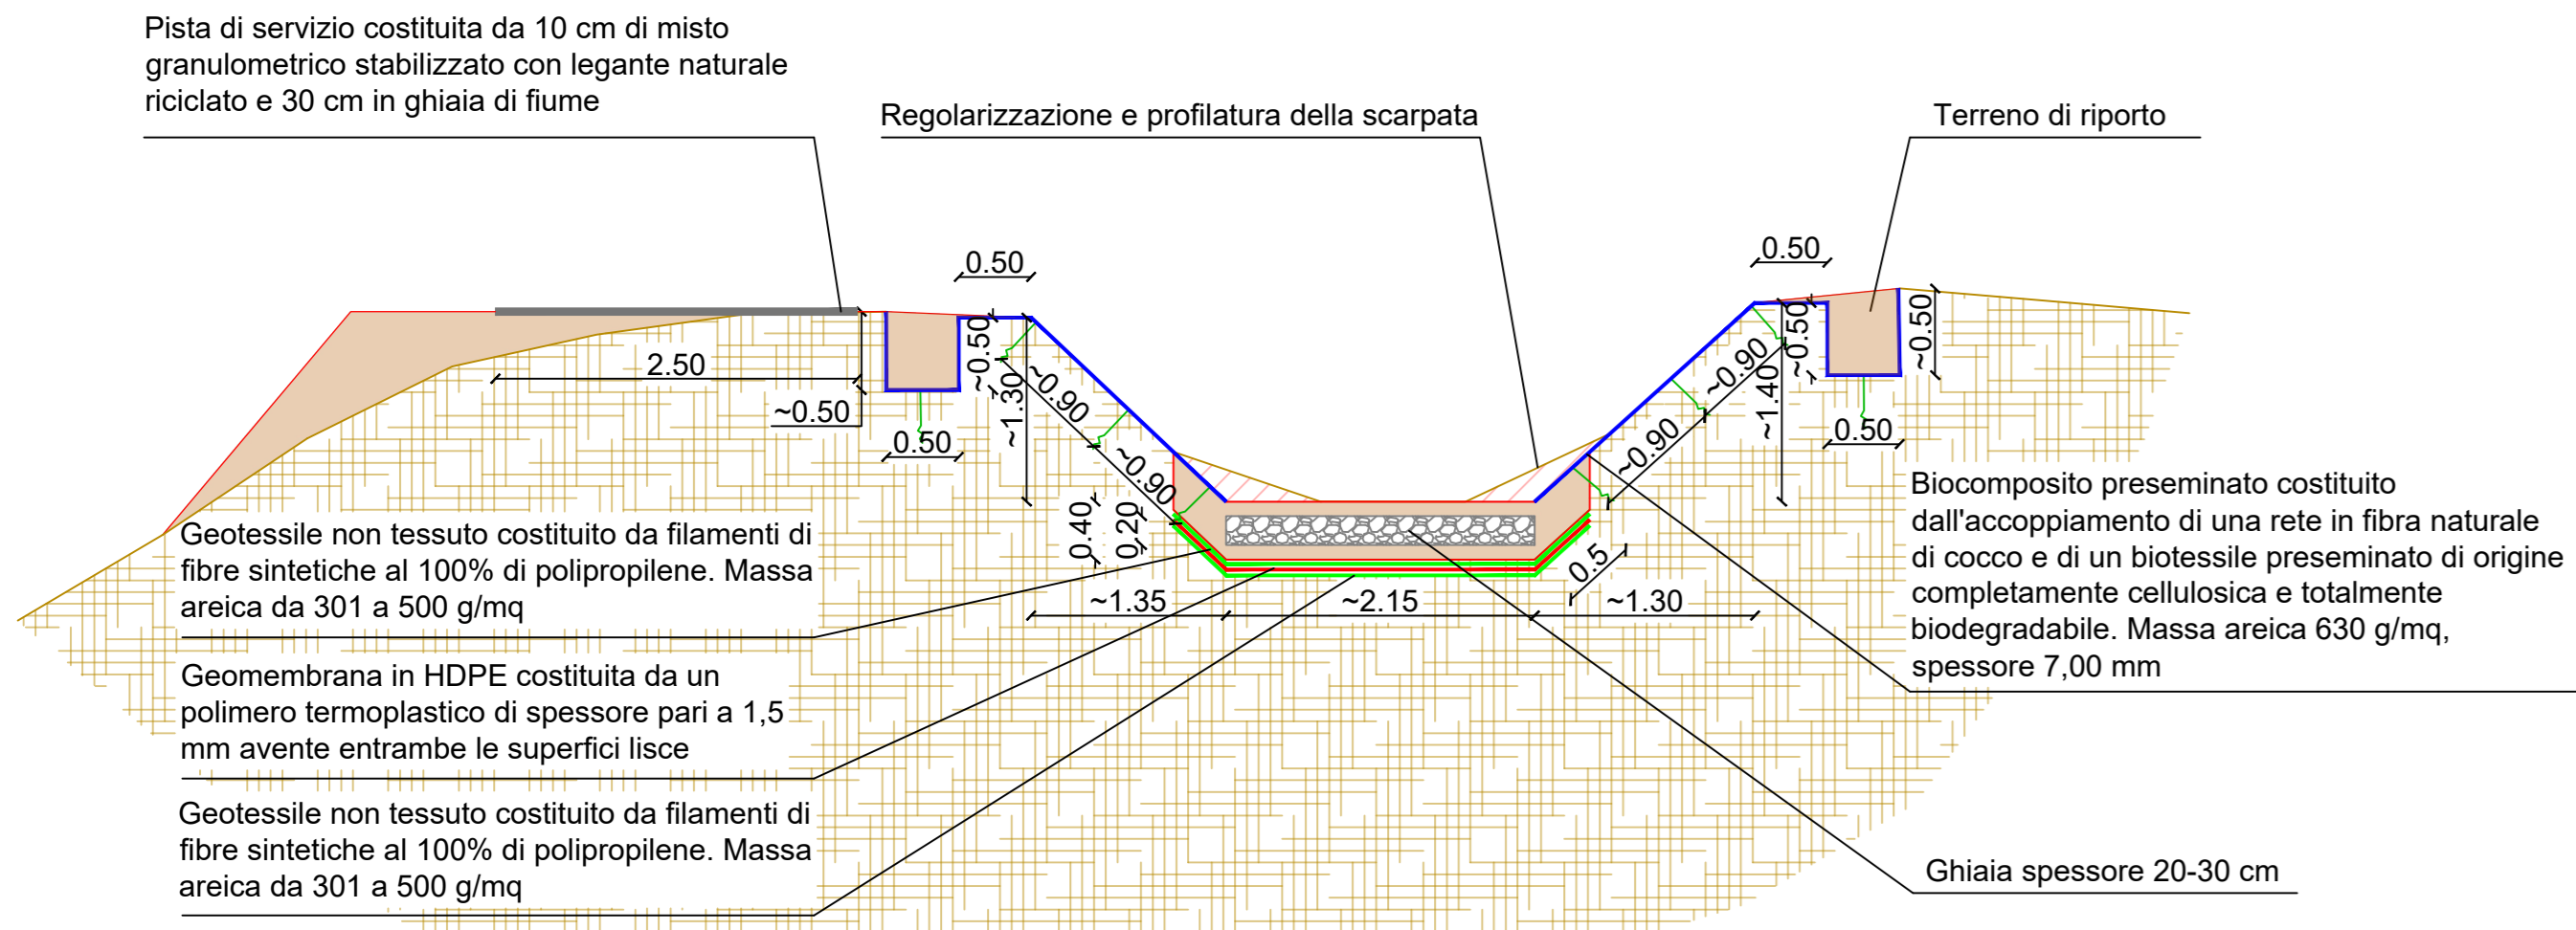 Pista di servizio costituita da 10 cm di misto
granulometrico stabilizzato con legante naturale
riciclato e 30 cm in ghiaia di fiume
Regolarizzazione e profilatura della scarpata
Terreno di riporto
0.50
0.50
2.50
~0.50
0.50
~0.50
~1.30
~0.90
~0.90
0.40
0.20
~0.90
~0.90
~1.40
~0.50
~0.50
0.50
0.5
~1.35
~2.15
~1.30
Geotessile non tessuto costituito da filamenti di
fibre sintetiche al 100% di polipropilene. Massa
areica da 301 a 500 g/mq
Geomembrana in HDPE costituita da un
polimero termoplastico di spessore pari a 1,5
mm avente entrambe le superfici lisce
Geotessile non tessuto costituito da filamenti di
fibre sintetiche al 100% di polipropilene. Massa
areica da 301 a 500 g/mq
Biocomposito preseminato costituito
dall'accoppiamento di una rete in fibra naturale
di cocco e di un biotessile preseminato di origine
completamente cellulosica e totalmente
biodegradabile. Massa areica 630 g/mq,
spessore 7,00 mm
Ghiaia spessore 20-30 cm